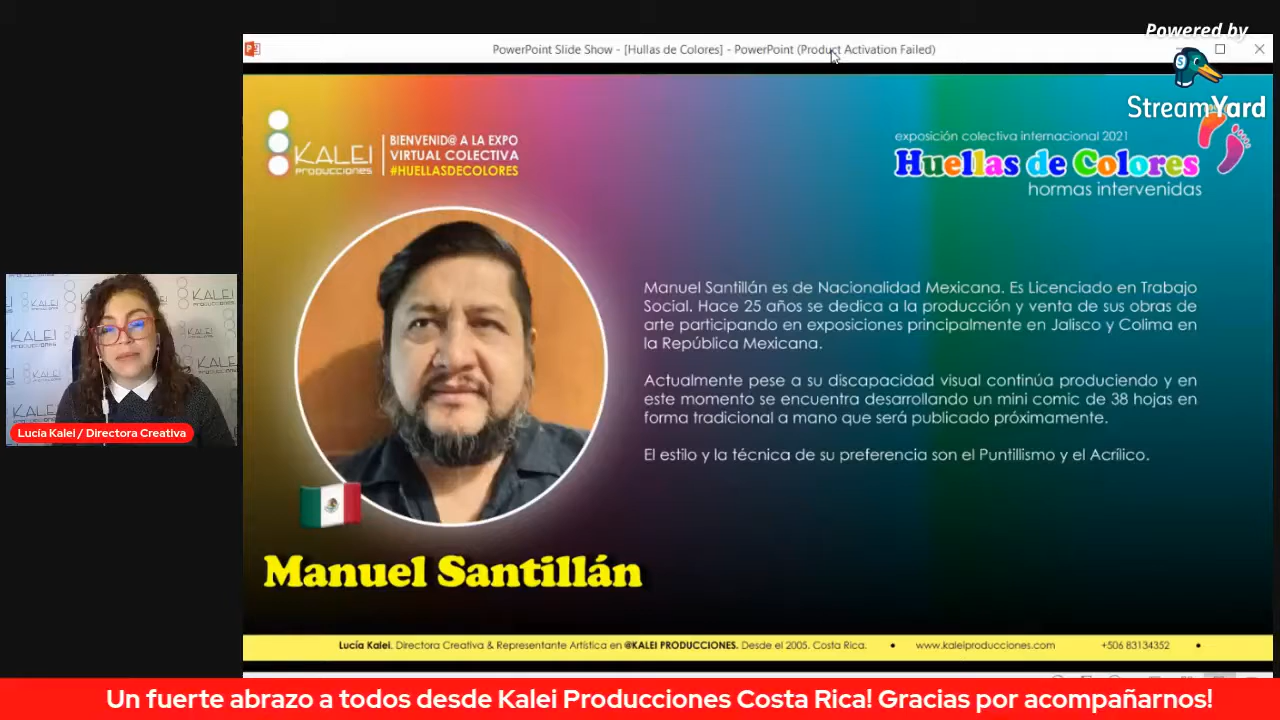 Powered by
StreamYard
PowerPoint Slide Show - [Hullas de Colores] - PowerPoint (Product Activation Failed)
KALEI
PRODUCCIONES
BIENVENID@ A LA EXPO
VIRTUAL COLECTIVA
#HUELLASDECOLORES
exposición colectiva internacional 2021
Huellas de Colores
hormas intervenidas
Manuel Santillán es de Nacionalidad Mexicana. Es Licenciado en Trabajo
Social. Hace 25 años se dedica a la producción y venta de sus obras de
arte participando en exposiciones principalmente en Jalisco y Colima en
la República Mexicana.
Actualmente pese a su discapacidad visual continúa produciendo y en
este momento se encuentra desarrollando un mini comic de 38 hojas en
forma tradicional a mano que será publicado próximamente.
El estilo y la técnica de su preferencia son el Puntillismo y el Acrílico.
Manuel Santillán
KALEI
KALEI
KALEI
KALEI
Lucía Kalei / Directora Creativa
Lucía Kalei. Directora Creativa & Representante Artística en @KALEI PRODUCCIONES. Desde el 2005. Costa Rica. • www.kaleiproducciones.com +506 83134352 •
Un fuerte abrazo a todos desde Kalei Producciones Costa Rica! Gracias por acompañarnos!